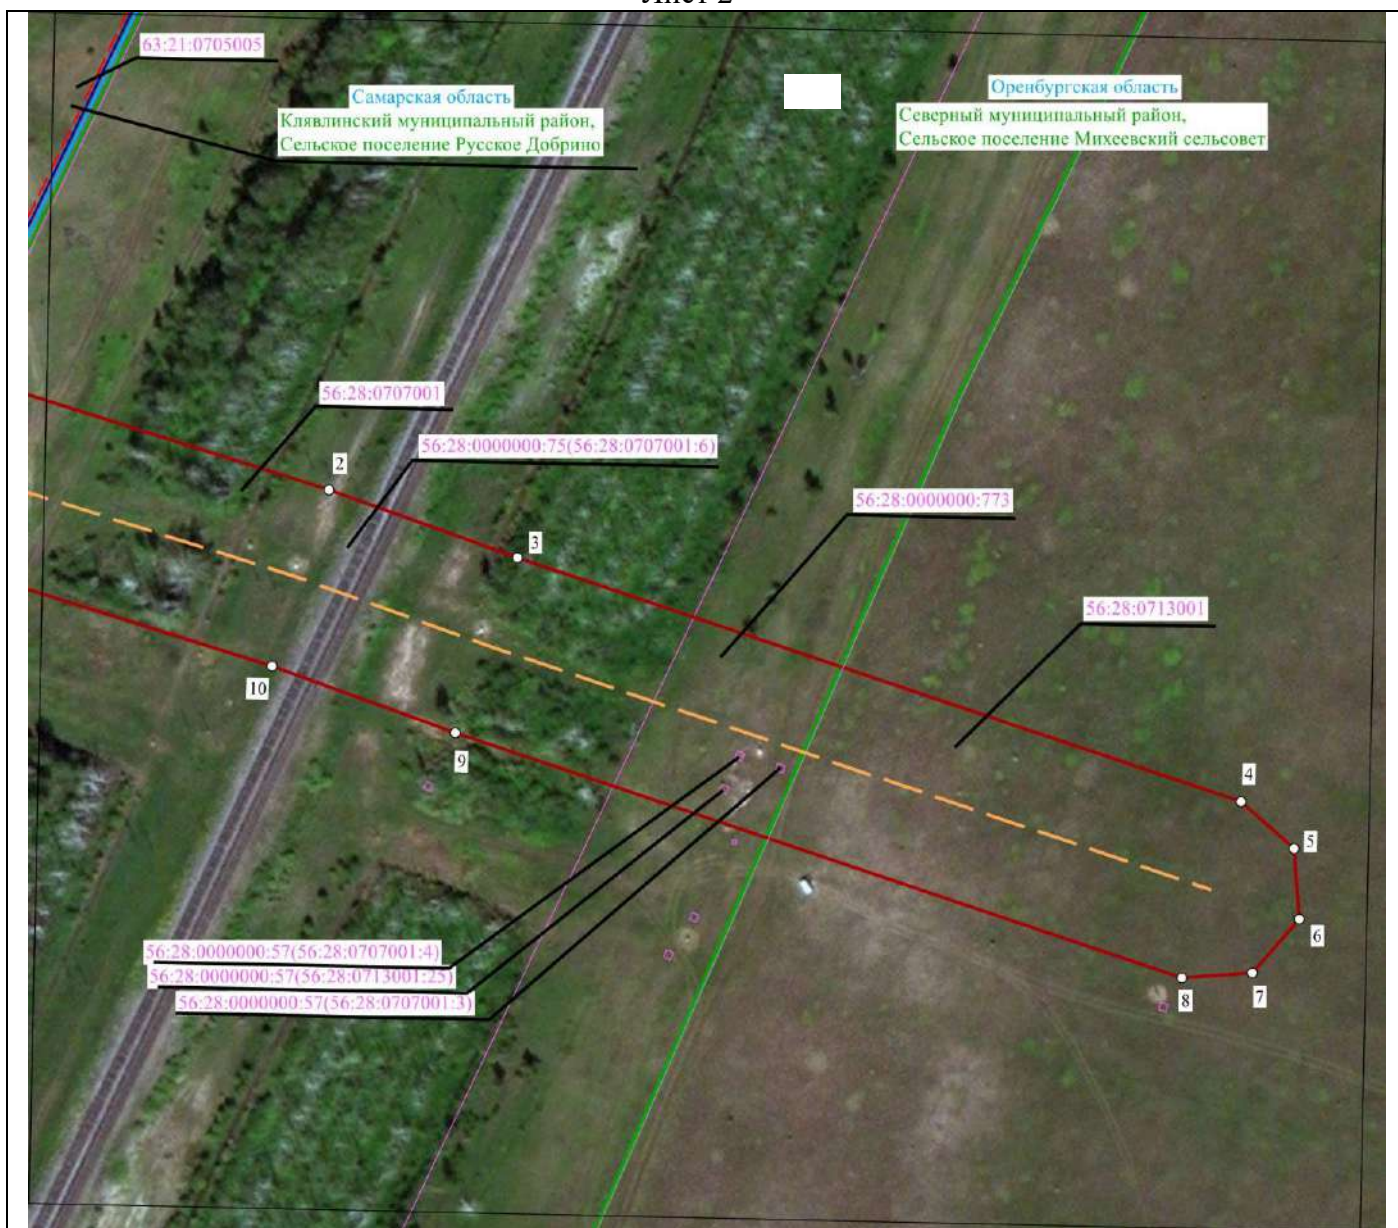 Лист 2
63:21:0705005
Самарская область
Клявлинский муниципальный район,
Сельское поселение Русское Добрино
Оренбургская область
Северный муниципальный район,
Сельское поселение Михеевский сельсовет
56:28:0707001
56:28:0000000:75(56:28:0707001:6)
2
56:28:0000000:773
3
56:28:0713001
10
9
4
5
6
7
8
56:28:0000000:57(56:28:0707001:4)
56:28:0000000:57(56:28:0713001:25)
56:28:0000000:57(56:28:0707001:3)